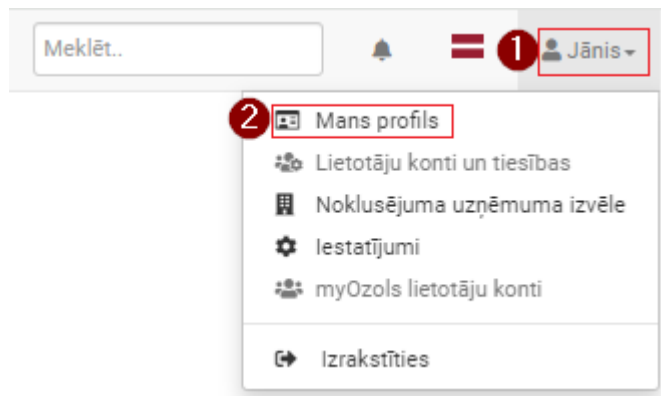 Meklēt..
1 Jānis
2 Mans profils
Lietotāju konti un tiesības
Noklusējuma uzņēmuma izvēle
Iestatījumi
myOzols lietotāju konti
Izrakstīties